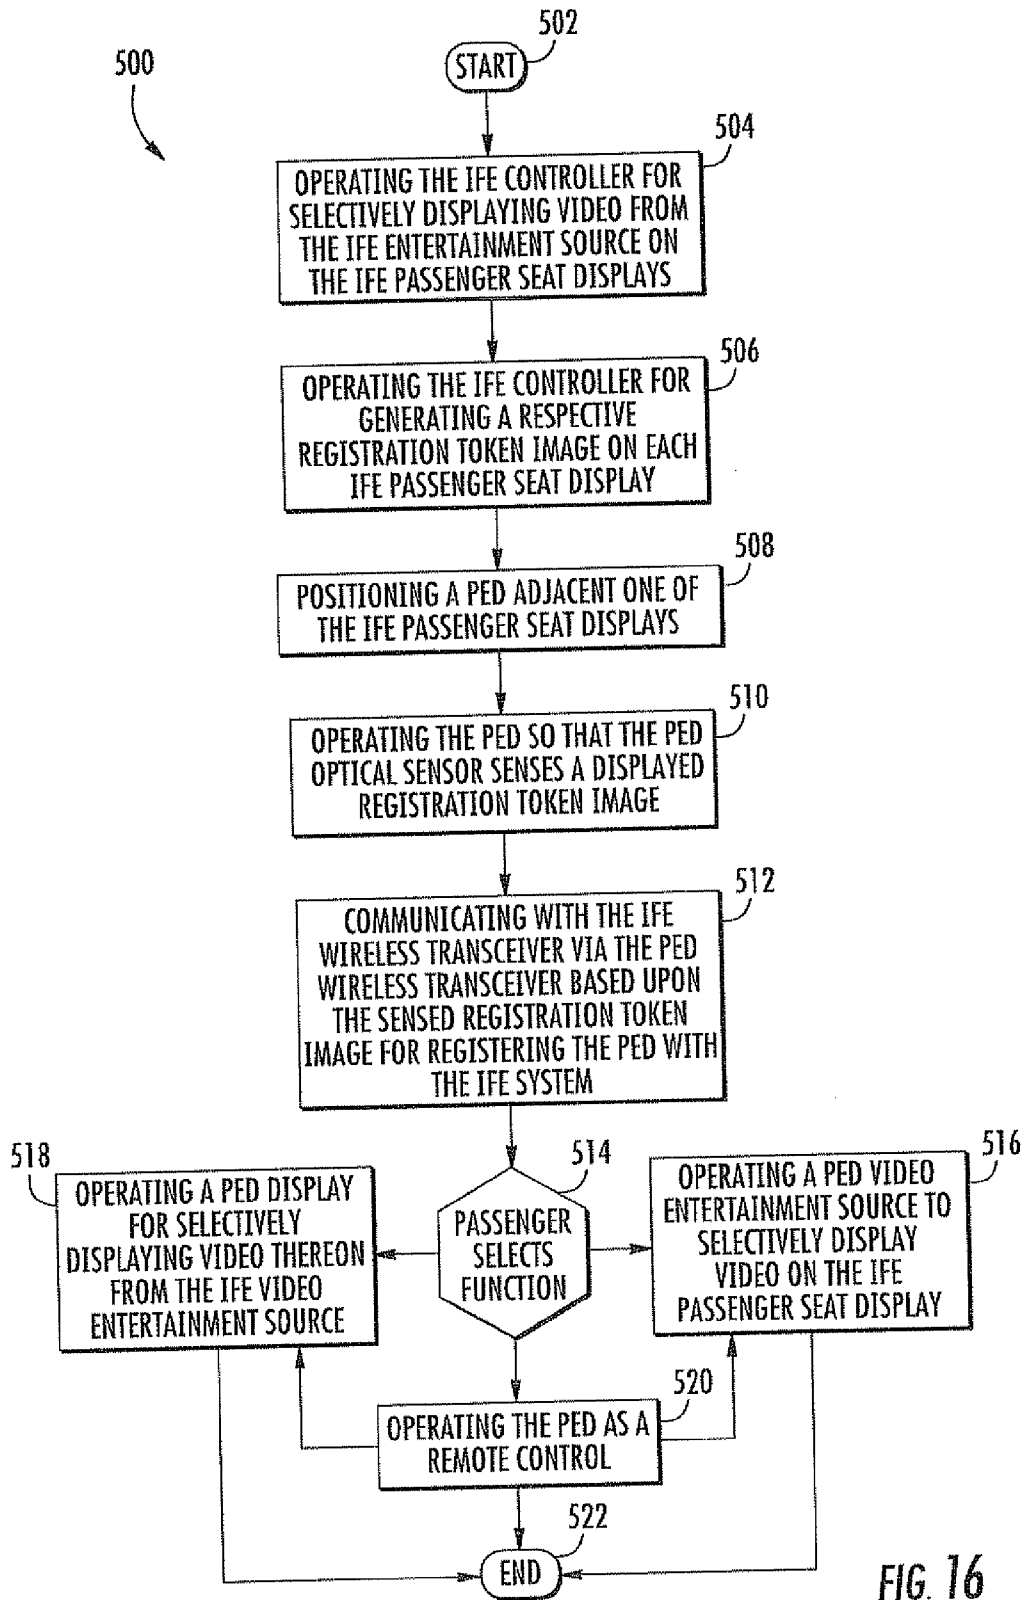 500
502
START
504
OPERATING THE IFE CONTROLLER FOR
SELECTIVELY DISPLAYING VIDEO FROM
THE IFE ENTERTAINMENT SOURCE ON
THE IFE PASSENGER SEAT DISPLAYS
506
OPERATING THE IFE CONTROLLER FOR
GENERATING A RESPECTIVE
REGISTRATION TOKEN IMAGE ON EACH
IFE PASSENGER SEAT DISPLAY
508
POSITIONING A PED ADJACENT ONE OF
THE IFE PASSENGER SEAT DISPLAYS
510
OPERATING THE PED SO THAT THE PED
OPTICAL SENSOR SENSES A DISPLAYED
REGISTRATION TOKEN IMAGE
512
COMMUNICATING WITH THE IFE
WIRELESS TRANSCEIVER VIA THE PED
WIRELESS TRANSCEIVER BASED UPON
THE SENSED REGISTRATION TOKEN
IMAGE FOR REGISTERING THE PED WITH
THE IFE SYSTEM
518
OPERATING A PED DISPLAY
FOR SELECTIVELY
DISPLAYING VIDEO THEREON
FROM THE IFE VIDEO
ENTERTAINMENT SOURCE
514
PASSENGER
SELECTS
FUNCTION
516
OPERATING A PED VIDEO
ENTERTAINMENT SOURCE TO
SELECTIVELY DISPLAY
VIDEO ON THE IFE
PASSENGER SEAT DISPLAY
520
OPERATING THE PED AS A
REMOTE CONTROL
522
END
FIG. 16